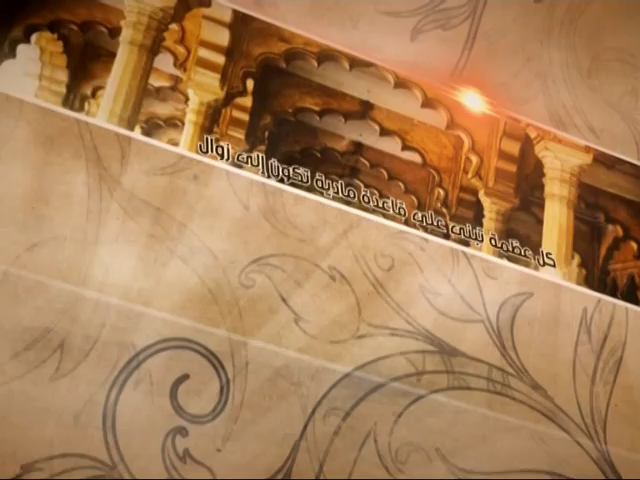 كل عظمة تبنى على قاعدة مادية تكون إلى زوال